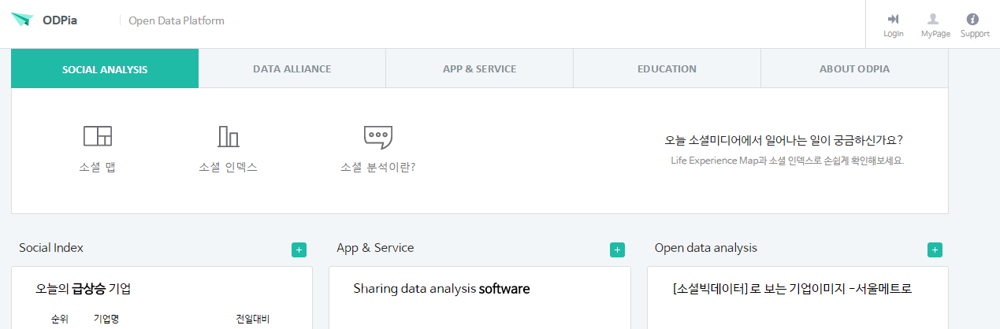 ODPia
Open Data Platform
LogIn
MyPage
Support
SOCIAL ANALYSIS
DATA ALLIANCE
APP & SERVICE
EDUCATION
ABOUT ODPIA
소셜 맵
소셜 인덱스
소셜 분석이란?
오늘 소셜미디어에서 일어나는 일이 궁금하신가요?
Life Experience Map과 소셜 인덱스로 손쉽게 확인해보세요.
Social Index
App & Service
Open data analysis
오늘의 급상승 기업
순위 기업명 전일대비
Sharing data analysis software
[소셜빅데이터]로 보는 기업이미지 -서울메트로